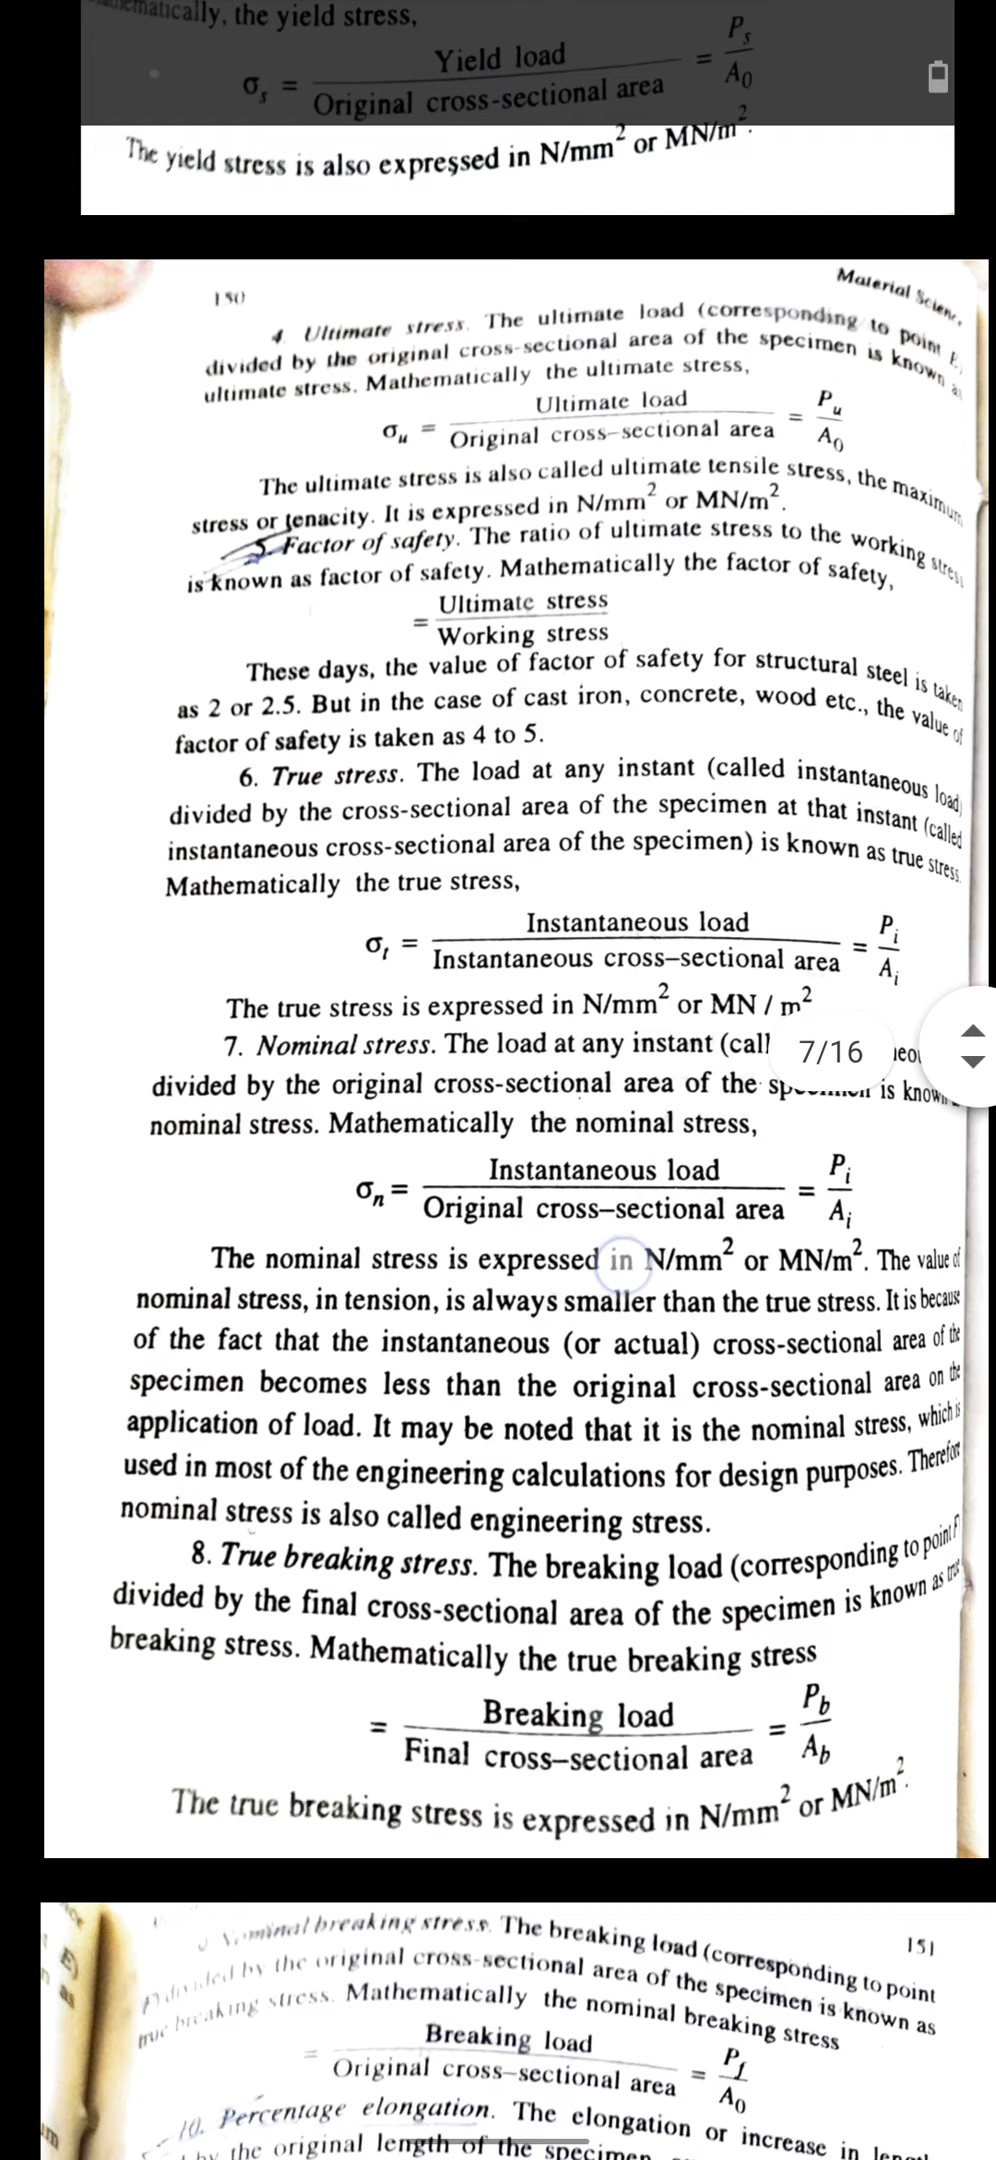 ematically, the yield stress,
σs = Yield load / Original cross-sectional area = Ps / A0
The yield stress is also expressed in N/mm² or MN/m².
150
Material Scienc
4. Ultimate stress. The ultimate load (corresponding to point E,
divided by the original cross-sectional area of the specimen is known as
ultimate stress. Mathematically the ultimate stress,
σu = Ultimate load / Original cross-sectional area = Pu / A0
The ultimate stress is also called ultimate tensile stress, the maximum
stress or tenacity. It is expressed in N/mm² or MN/m².
5. Factor of safety. The ratio of ultimate stress to the working stress
is known as factor of safety. Mathematically the factor of safety,
= Ultimate stress / Working stress
These days, the value of factor of safety for structural steel is taken
as 2 or 2.5. But in the case of cast iron, concrete, wood etc., the value of
factor of safety is taken as 4 to 5.
6. True stress. The load at any instant (called instantaneous load)
divided by the cross-sectional area of the specimen at that instant (called
instantaneous cross-sectional area of the specimen) is known as true stress.
Mathematically the true stress,
σt = Instantaneous load / Instantaneous cross–sectional area = Pi / Ai
The true stress is expressed in N/mm² or MN / m²
7. Nominal stress. The load at any instant (call
7/16
divided by the original cross-sectional area of the is known
nominal stress. Mathematically the nominal stress,
σn = Instantaneous load / Original cross–sectional area = Pi / Ai
The nominal stress is expressed in N/mm² or MN/m². The value of
nominal stress, in tension, is always smaller than the true stress. It is because
of the fact that the instantaneous (or actual) cross-sectional area of the
specimen becomes less than the original cross-sectional area on the
application of load. It may be noted that it is the nominal stress, which is
used in most of the engineering calculations for design purposes. Therefore
nominal stress is also called engineering stress.
8. True breaking stress. The breaking load (corresponding to point F
divided by the final cross-sectional area of the specimen is known as true
breaking stress. Mathematically the true breaking stress
= Breaking load / Final cross–sectional area = Pb / Ab
The true breaking stress is expressed in N/mm² or MN/m².
151
Nominal breaking stress. The breaking load (corresponding to point
F) divided by the original cross-sectional area of the specimen is known as
true breaking stress. Mathematically the nominal breaking stress
= Breaking load / Original cross–sectional area = Pf / A0
10. Percentage elongation. The elongation or increase in
by the original length of the specimen